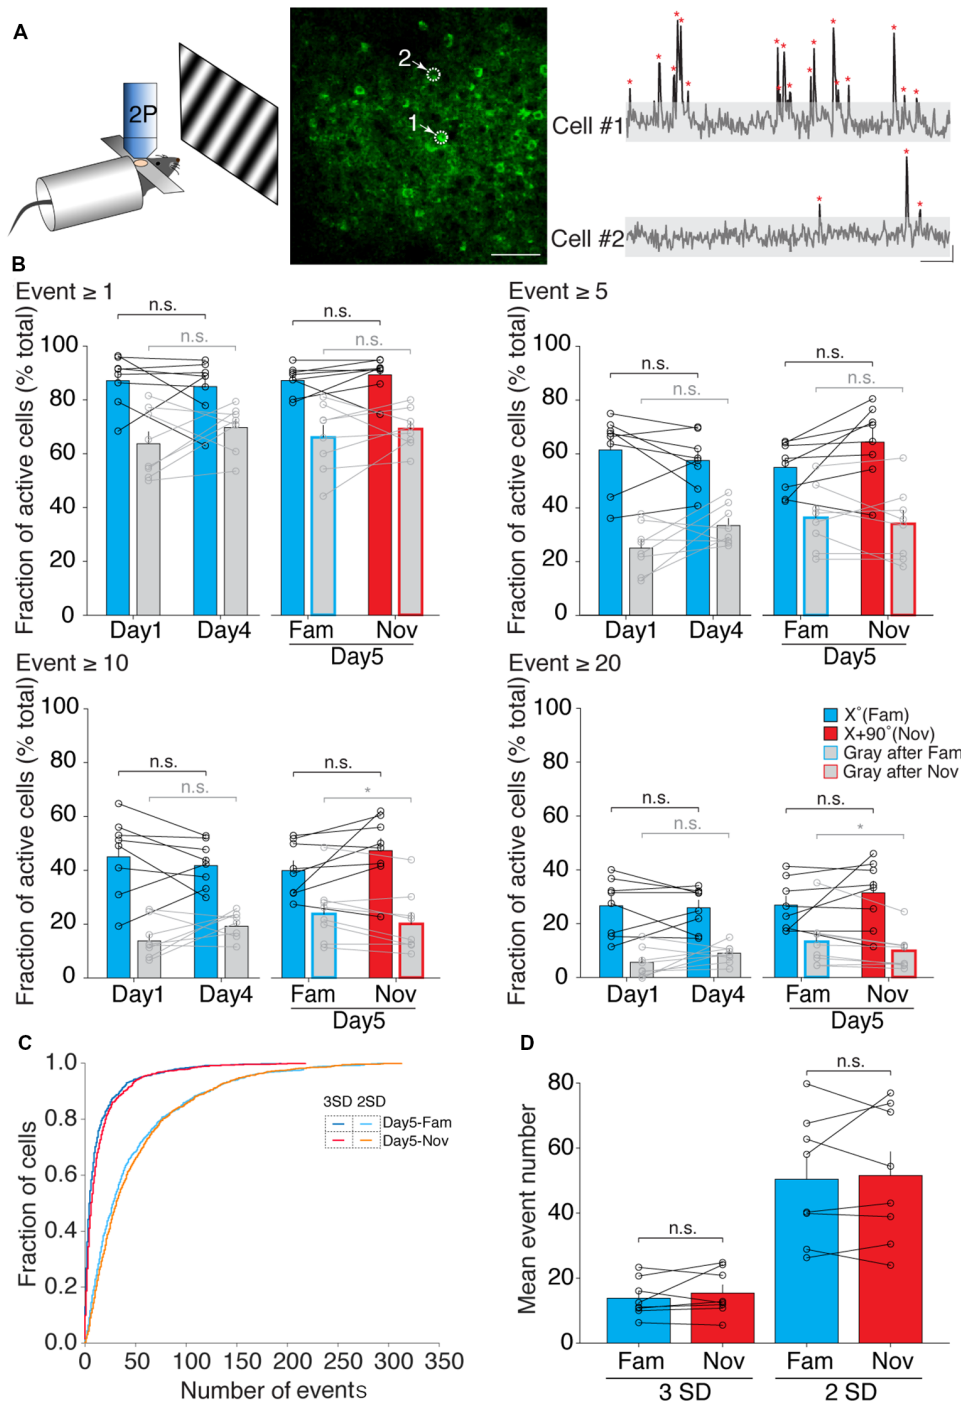 A
2P
2
1
Cell #1
Cell #2
B
Event ≥ 1
Fraction of active cells (% total)
100
80
60
40
20
0
n.s.
n.s.
n.s.
n.s.
Day1
Day4
Fam
Nov
Day5
Event ≥ 5
Fraction of active cells (% total)
100
80
60
40
20
0
n.s.
n.s.
n.s.
n.s.
Day1
Day4
Fam
Nov
Day5
Event ≥ 10
Fraction of active cells (% total)
100
80
60
40
20
0
n.s.
n.s.
n.s.
*
Day1
Day4
Fam
Nov
Day5
Event ≥ 20
Fraction of active cells (% total)
100
80
60
40
20
0
X°(Fam)
X+90°(Nov)
Gray after Fam
Gray after Nov
n.s.
n.s.
n.s.
*
Day1
Day4
Fam
Nov
Day5
C
Fraction of cells
1.0
0.8
0.6
0.4
0.2
0.0
3SD 2SD
Day5-Fam
Day5-Nov
0 50 100 150 200 250 300 350
Number of events
D
Mean event number
80
60
40
20
0
n.s.
n.s.
Fam
Nov
Fam
Nov
3 SD
2 SD